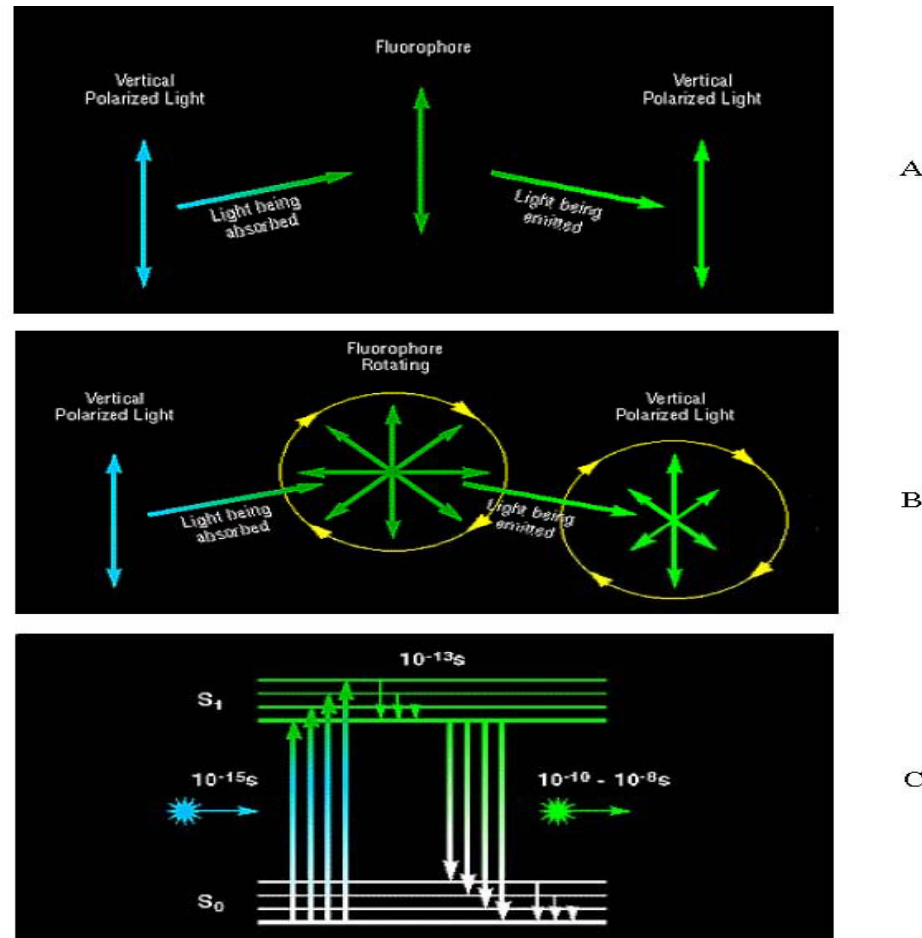 Fluorophore
Vertical
Polarized Light
Vertical
Polarized Light
Light being
absorbed
Light being
emitted
A
Fluorophore
Rotating
Vertical
Polarized Light
Vertical
Polarized Light
Light being
absorbed
Light being
emitted
B
10⁻¹³s
S₁
10⁻¹⁵s
10⁻¹⁰ - 10⁻⁸s
S₀
C